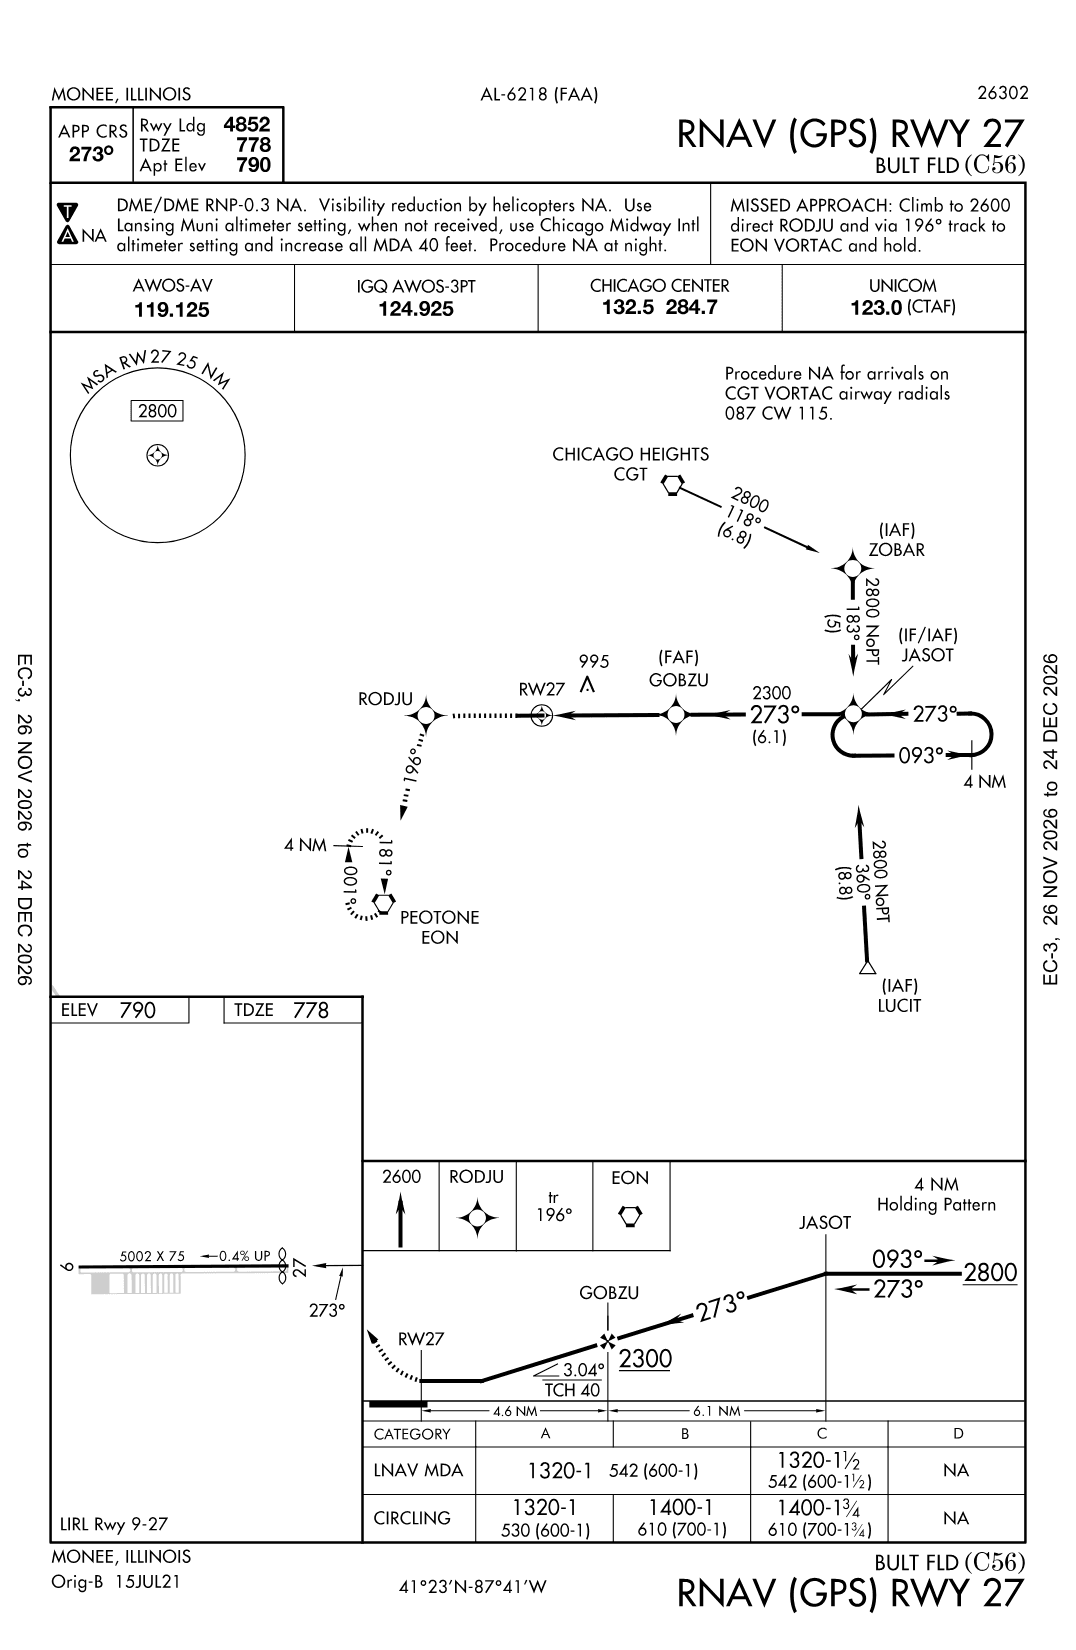 MONEE, ILLINOIS
AL-6218 (FAA)
26302
APP CRS
273°
Rwy Ldg 4852
TDZE 778
Apt Elev 790
RNAV (GPS) RWY 27
BULT FLD (C56)
T
A NA
DME/DME RNP-0.3 NA. Visibility reduction by helicopters NA. Use
Lansing Muni altimeter setting, when not received, use Chicago Midway Intl
altimeter setting and increase all MDA 40 feet. Procedure NA at night.
MISSED APPROACH: Climb to 2600
direct RODJU and via 196° track to
EON VORTAC and hold.
AWOS-AV
119.125
IGQ AWOS-3PT
124.925
CHICAGO CENTER
132.5 284.7
UNICOM
123.0 (CTAF)
MSA RW27 25 NM
2800
Procedure NA for arrivals on
CGT VORTAC airway radials
087 CW 115.
CHICAGO HEIGHTS
CGT
2800
118°
(6.8)
(IAF)
ZOBAR
2800 NoPT
183°
(5)
(IF/IAF)
JASOT
995
(FAF)
GOBZU
RW27
RODJU
2300
273°
(6.1)
273°
093°
4 NM
196°
4 NM
181°
001°
PEOTONE
EON
2800 NoPT
360°
(8.8)
(IAF)
LUCIT
EC-3, 26 NOV 2026 to 24 DEC 2026
EC-3, 26 NOV 2026 to 24 DEC 2026
ELEV 790
TDZE 778
5002 X 75
0.4% UP
9
27
273°
LIRL Rwy 9-27
2600
RODJU
tr
196°
EON
4 NM
Holding Pattern
JASOT
093°
273°
2800
GOBZU
273°
2300
RW27
3.04°
TCH 40
4.6 NM
6.1 NM
CATEGORY A B C D
LNAV MDA 1320-1 542 (600-1) 1320-1½ 542 (600-1½) NA
CIRCLING 1320-1 530 (600-1) 1400-1 610 (700-1) 1400-1¾ 610 (700-1¾) NA
MONEE, ILLINOIS
Orig-B 15JUL21
41°23'N-87°41'W
BULT FLD (C56)
RNAV (GPS) RWY 27